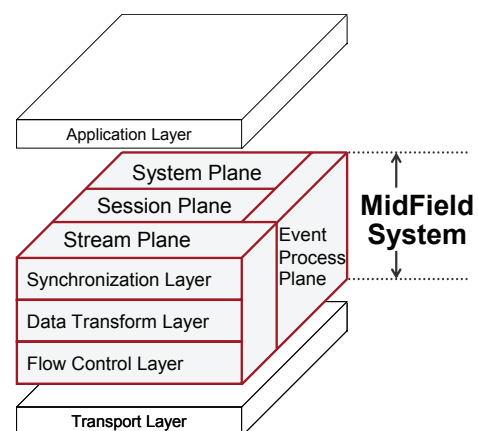 Application Layer
System Plane
Session Plane
Stream Plane
Event
Process
Plane
MidField
System
Synchronization Layer
Data Transform Layer
Flow Control Layer
Transport Layer